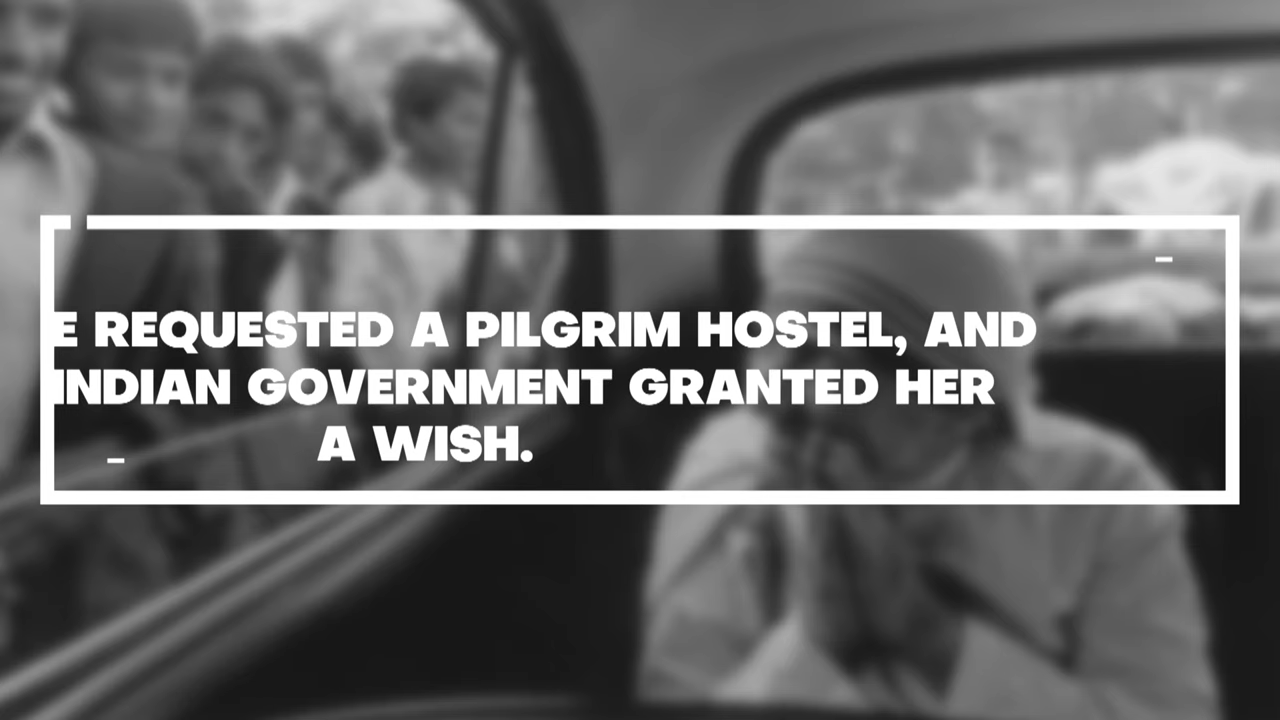 E REQUESTED A PILGRIM HOSTEL, AND
INDIAN GOVERNMENT GRANTED HER
A WISH.